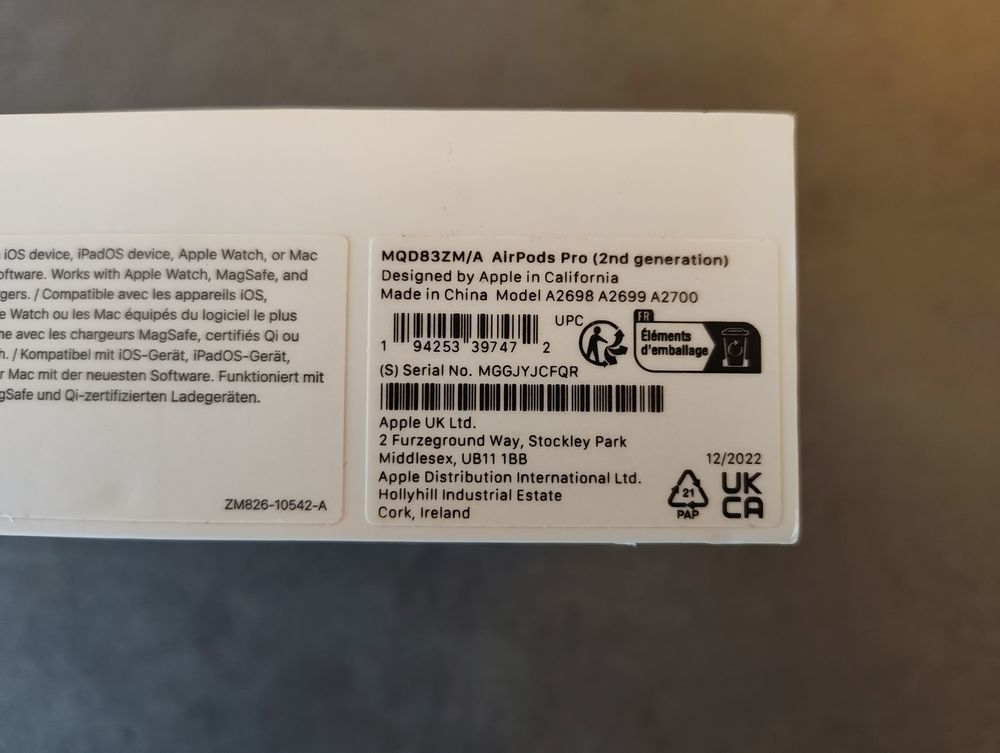 iOS device, iPadOS device, Apple Watch, or Mac
oftware. Works with Apple Watch, MagSafe, and
gers. / Compatible avec les appareils iOS,
e Watch ou les Mac équipés du logiciel le plus
ne avec les chargeurs MagSafe, certifiés Qi ou
h. / Kompatibel mit iOS-Gerät, iPadOS-Gerät,
r Mac mit der neuesten Software. Funktioniert mit
gSafe und Qi-zertifizierten Ladegeräten.
ZM826-10542-A
MQD83ZM/A AirPods Pro (2nd generation)
Designed by Apple in California
Made in China Model A2698 A2699 A2700
UPC
1 94253 39747 2
FR
Éléments
d'emballage
(S) Serial No. MGGJYJCFQR
Apple UK Ltd.
2 Furzeground Way, Stockley Park
Middlesex, UB11 1BB
Apple Distribution International Ltd.
Hollyhill Industrial Estate
Cork, Ireland
12/2022
21
PAP
UK
CA